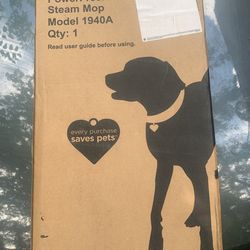 Steam Mop
Model 1940A
Qty: 1
Read user guide before using.
every purchase
saves pets